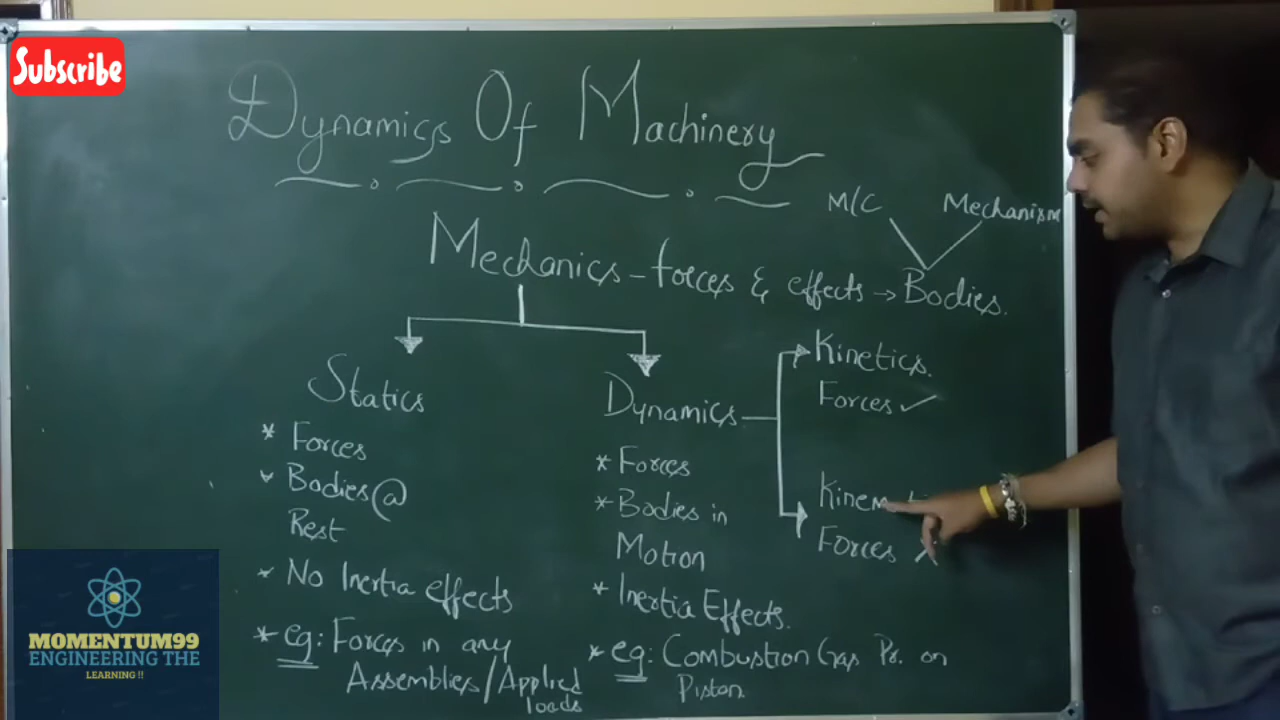 Subscribe
Dynamics Of Machinery
M/C Mechanism
Mechanics - forces & effects → Bodies.
Statics
* Forces
* Bodies @
Rest
* No Inertia effects
* eg: Forces in any
Assemblies/Applied
loads
Dynamics
* Forces
* Bodies in
Motion
* Inertia Effects.
* eg: Combustion Gas Pr. on
Piston.
Kinetics.
Forces ✓
Forces
MOMENTUM99
ENGINEERING THE
LEARNING !!